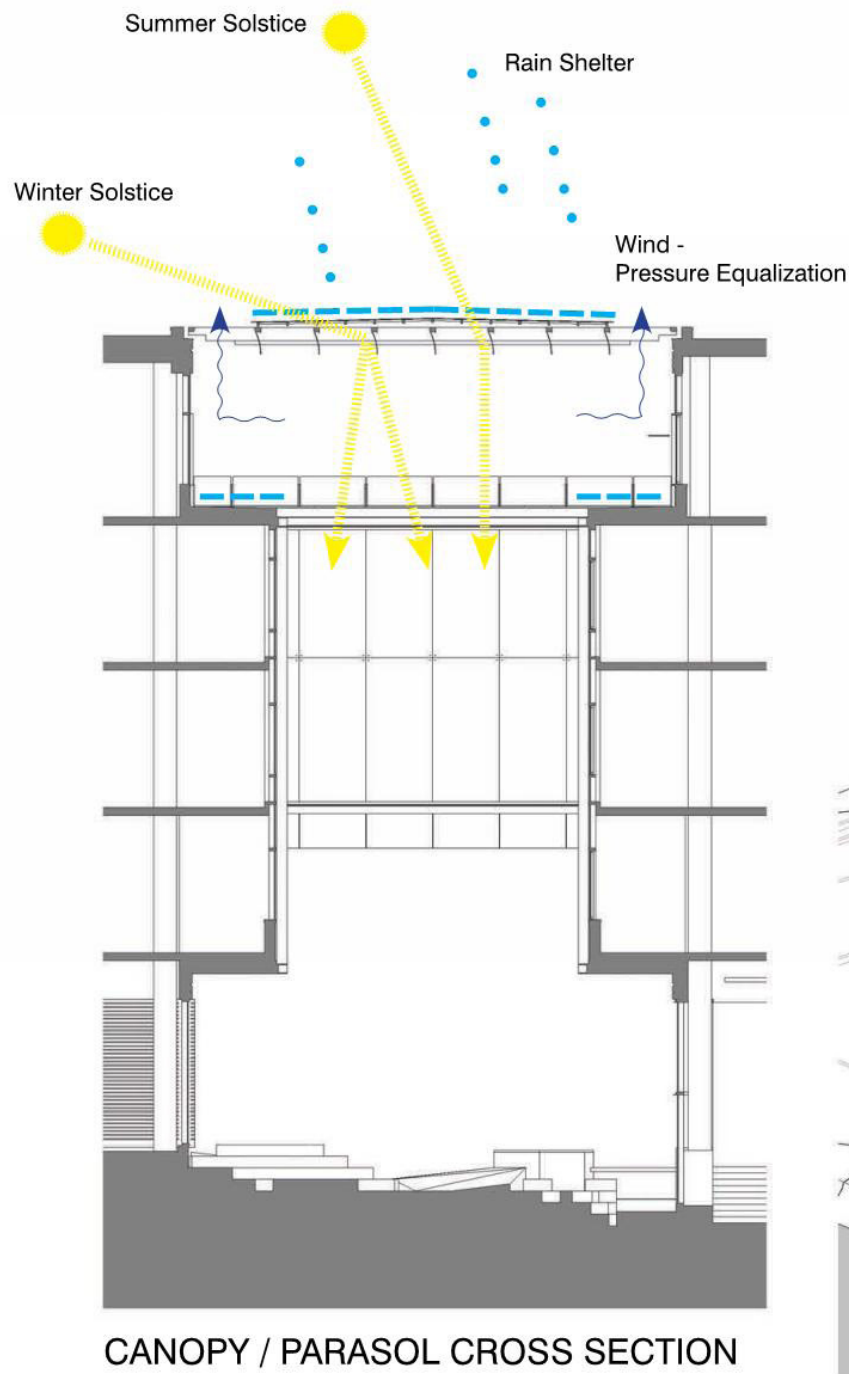 Summer Solstice
Rain Shelter
Winter Solstice
Wind -
Pressure Equalization
CANOPY / PARASOL CROSS SECTION